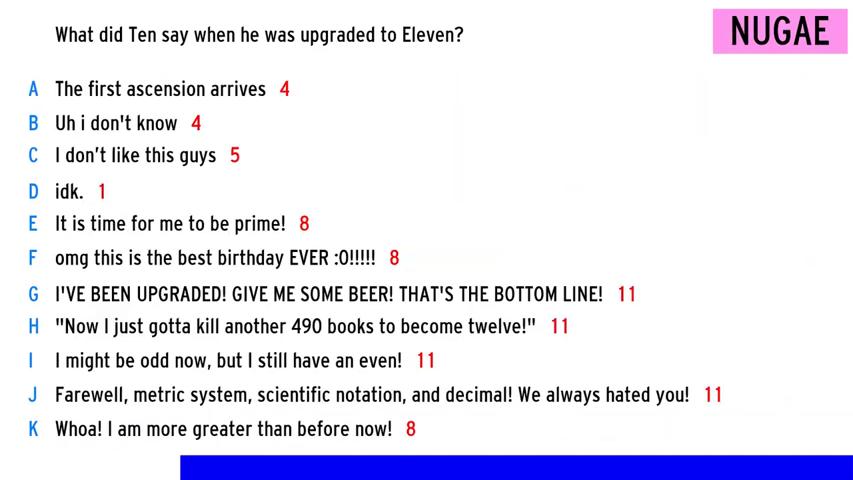 What did Ten say when he was upgraded to Eleven?
NUGAE
A The first ascension arrives 4
B Uh i don't know 4
C I don’t like this guys 5
D idk. 1
E It is time for me to be prime! 8
F omg this is the best birthday EVER :0!!!!! 8
G I'VE BEEN UPGRADED! GIVE ME SOME BEER! THAT'S THE BOTTOM LINE! 11
H "Now I just gotta kill another 490 books to become twelve!" 11
I I might be odd now, but I still have an even! 11
J Farewell, metric system, scientific notation, and decimal! We always hated you! 11
K Whoa! I am more greater than before now! 8